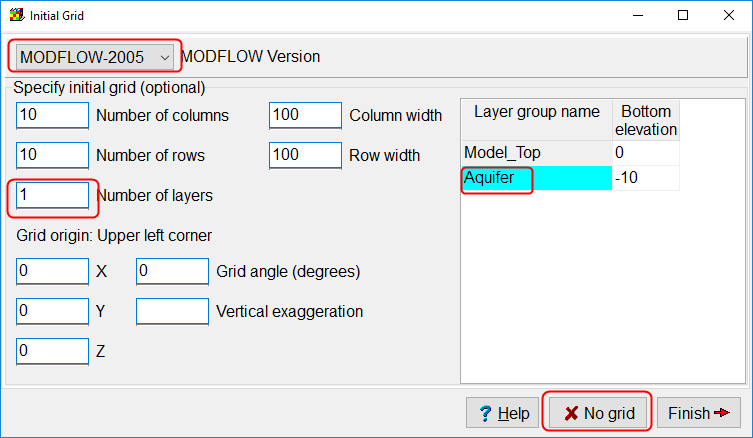 Initial Grid
MODFLOW-2005 MODFLOW Version
Specify initial grid (optional)
10 Number of columns 100 Column width
10 Number of rows 100 Row width
1 Number of layers
Grid origin: Upper left corner
0 X 0 Grid angle (degrees)
0 Y Vertical exaggeration
0 Z
Layer group name Bottom
elevation
Model_Top 0
Aquifer -10
Help No grid Finish